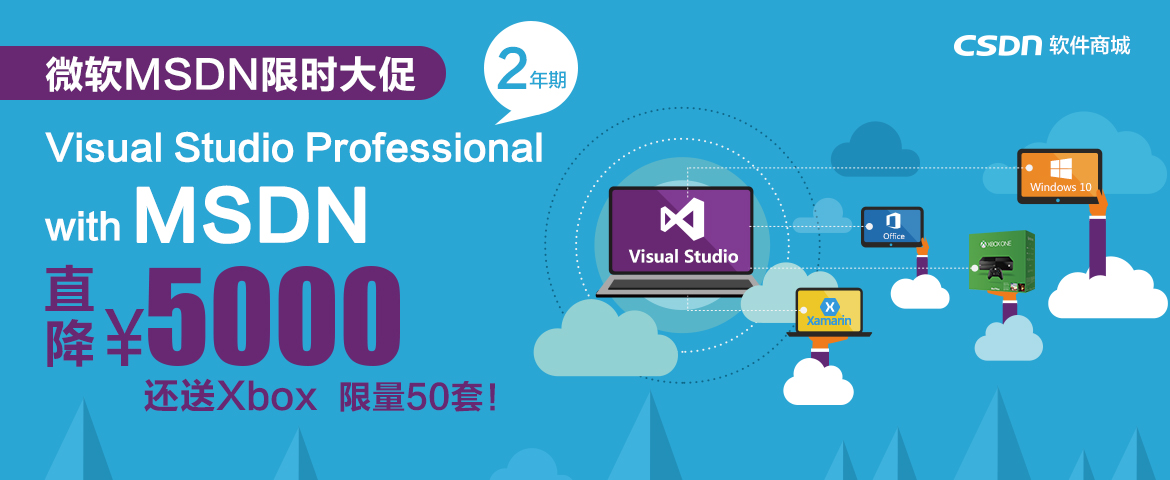 微软MSDN限时大促
2年期
CSDN 软件商城
Visual Studio Professional
with MSDN
直降¥5000
还送Xbox 限量50套!
Visual Studio
Office
Windows 10
XBOX ONE
X
Xamarin